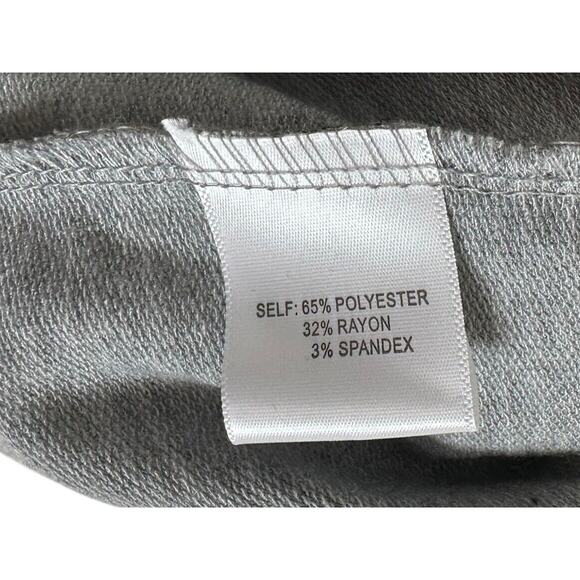 SELF: 65% POLYESTER
32% RAYON
3% SPANDEX